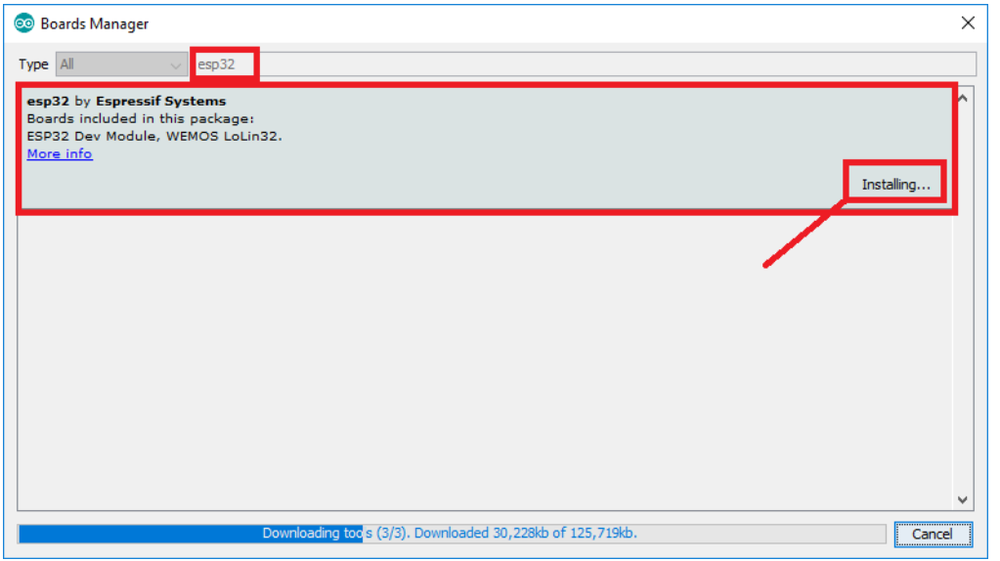 Boards Manager
Type All esp32
esp32 by Espressif Systems
Boards included in this package:
ESP32 Dev Module, WEMOS LoLin32.
More info
Installing...
Downloading tools (3/3). Downloaded 30,228kb of 125,719kb.
Cancel